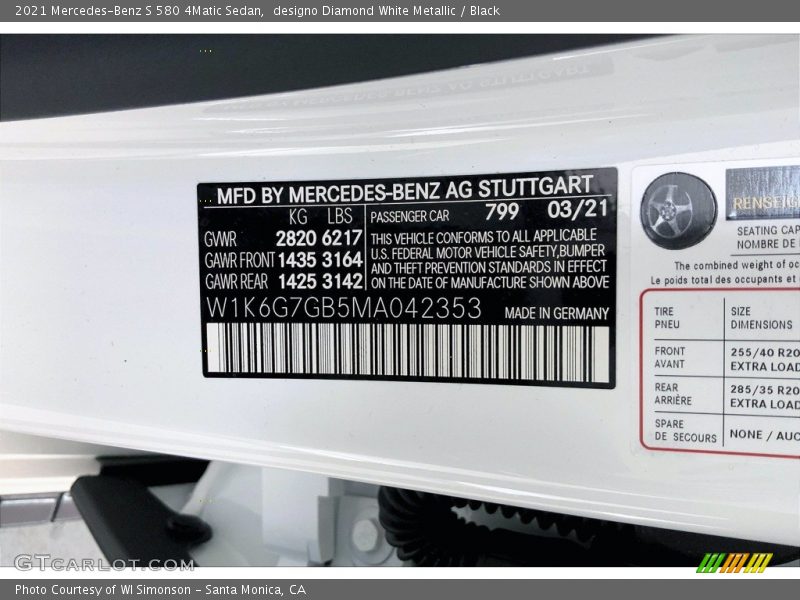 2021 Mercedes-Benz S 580 4Matic Sedan,  designo Diamond White Metallic / Black
MFD BY MERCEDES-BENZ AG STUTTGART
KG LBS PASSENGER CAR 799 03/21
GVWR 2820 6217
GAWR FRONT 1435 3164
GAWR REAR 1425 3142
THIS VEHICLE CONFORMS TO ALL APPLICABLE
U.S. FEDERAL MOTOR VEHICLE SAFETY,BUMPER
AND THEFT PREVENTION STANDARDS IN EFFECT
ON THE DATE OF MANUFACTURE SHOWN ABOVE
W1K6G7GB5MA042353 MADE IN GERMANY
SEATING
NOMBRE DE
The combined weight of
Le poids total des occupants et
TIRE SIZE
PNEU DIMENSIONS
FRONT 255/40 R20
AVANT EXTRA LOAD
REAR 285/35 R20
ARRIÈRE EXTRA LOAD
SPARE NONE /
DE SECOURS
GTCARLOT.COM
Photo Courtesy of WI Simonson - Santa Monica, CA